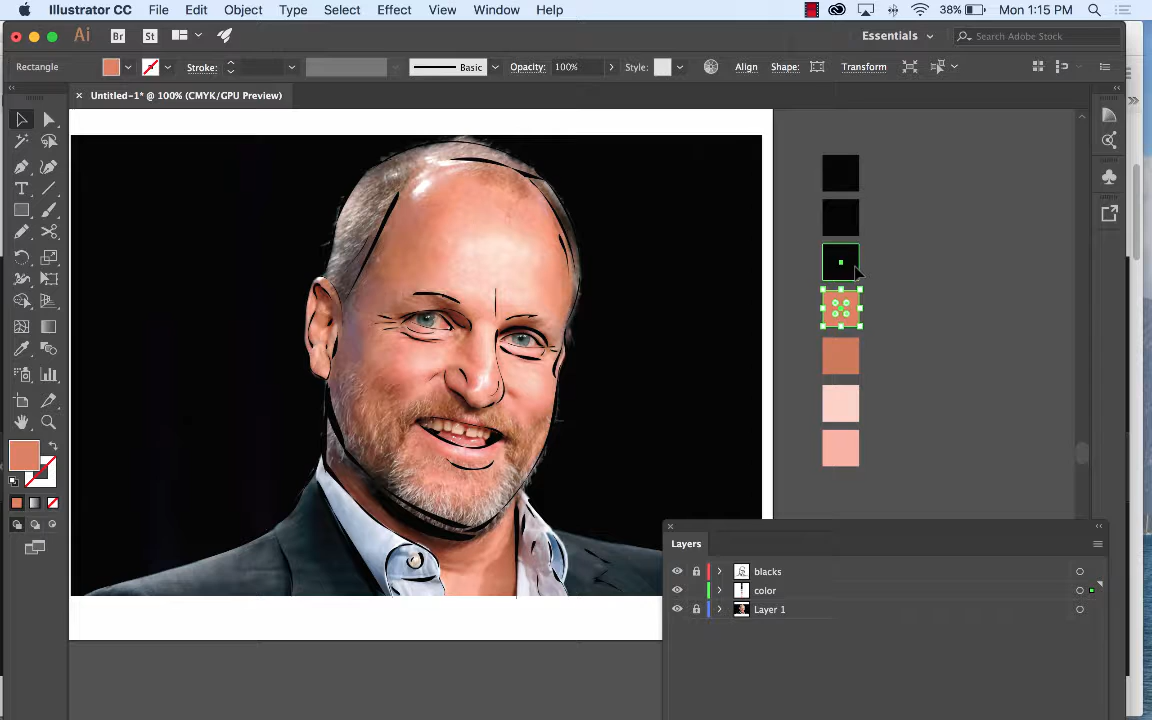 Illustrator CC File Edit Object Type Select Effect View Window Help 38% Mon 1:15 PM
Ai Br St Essentials Search Adobe Stock
Rectangle Stroke: Basic Opacity: 100% Style: Align Shape: Transform
× Untitled-1* @ 100% (CMYK/GPU Preview)
Layers
blacks
color
Layer 1